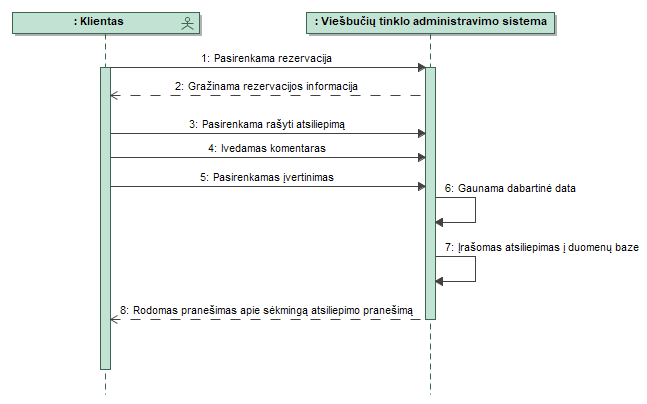 : Klientas
: Viešbučių tinklo administravimo sistema
1: Pasirenkama rezervacija
2: Gražinama rezervacijos informacija
3: Pasirenkama rašyti atsiliepimą
4: Ivedamas komentaras
5: Pasirenkamas įvertinimas
6: Gaunama dabartinė data
7: Įrašomas atsiliepimas į duomenų baze
8: Rodomas pranešimas apie sėkmingą atsiliepimo pranešimą